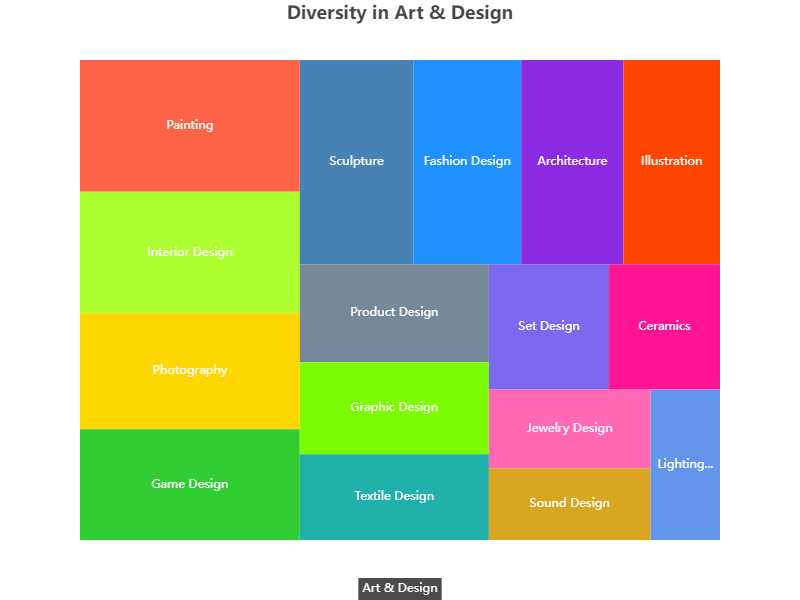 Diversity in Art & Design
Painting
Sculpture
Fashion Design
Architecture
Illustration
Interior Design
Product Design
Set Design
Ceramics
Photography
Graphic Design
Jewelry Design
Lighting...
Game Design
Textile Design
Sound Design
Art & Design